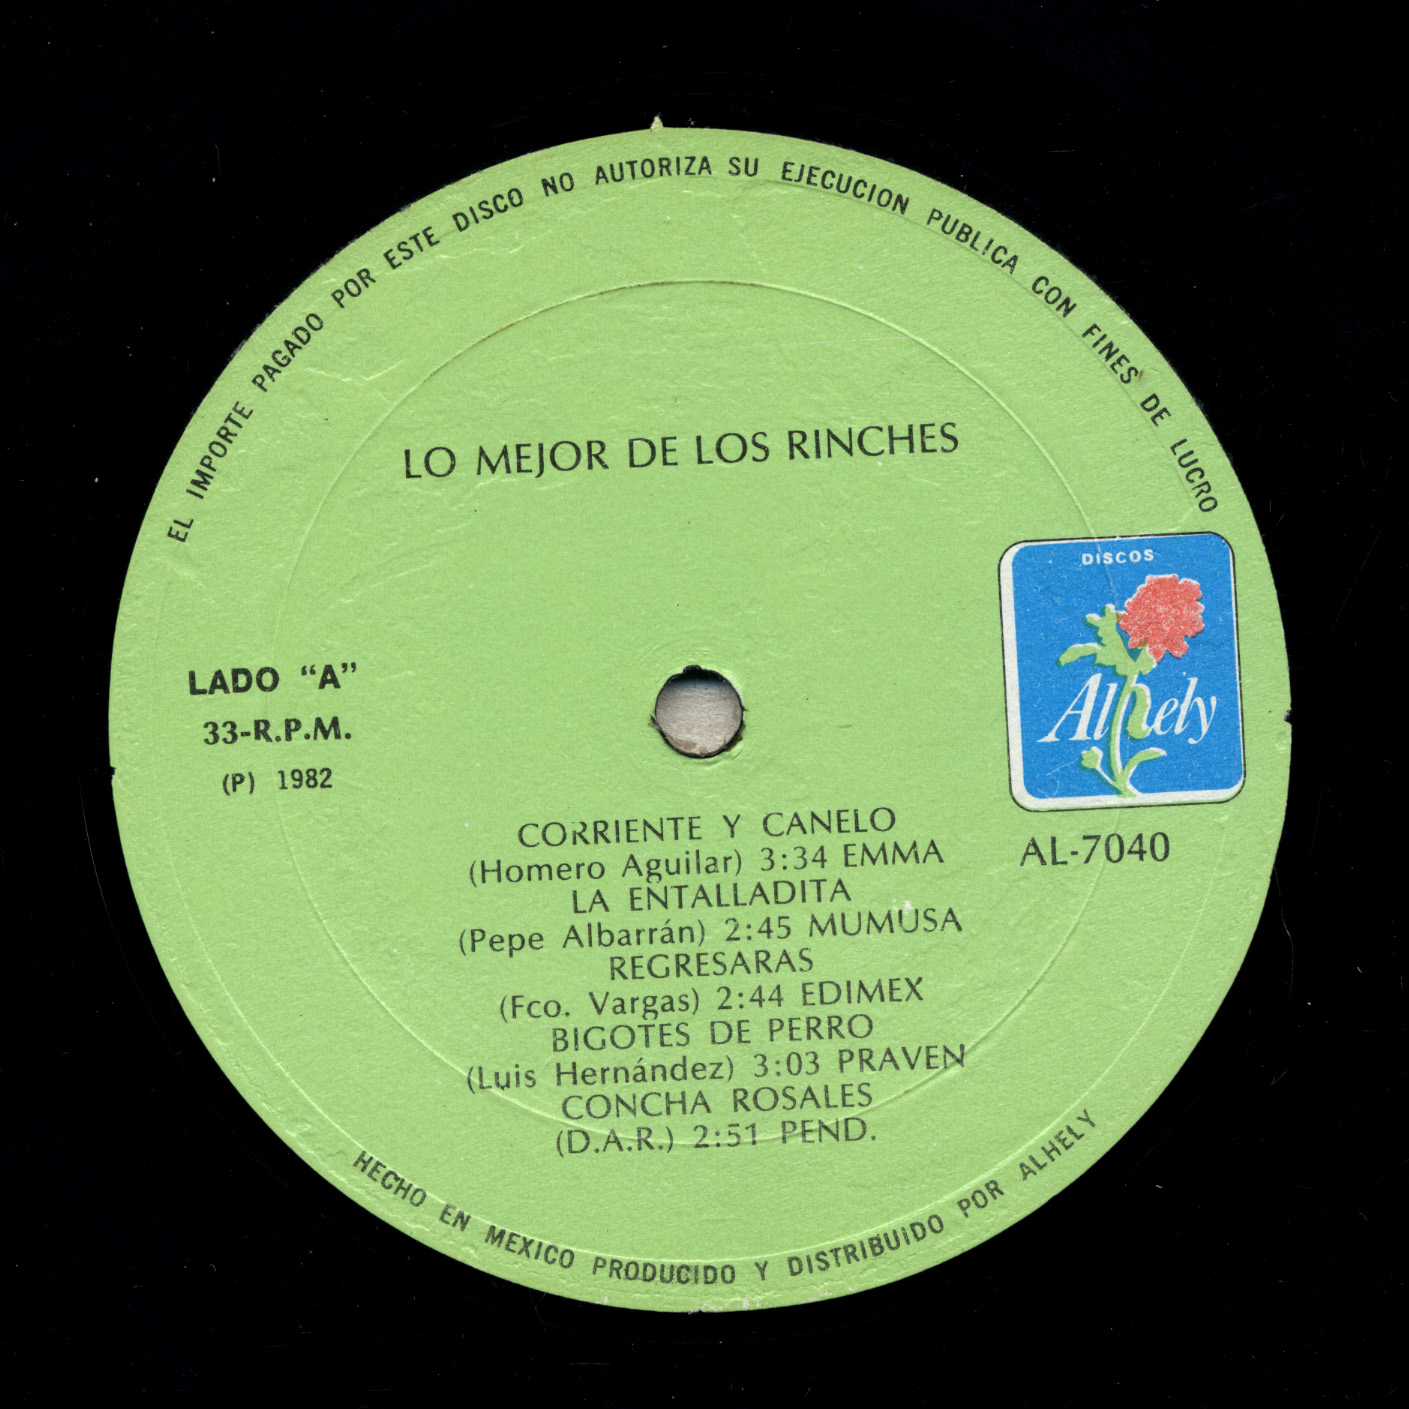 EL IMPORTE PAGADO POR ESTE DISCO NO AUTORIZA SU EJECUCION PUBLICA CON FINES DE LUCRO
LO MEJOR DE LOS RINCHES
DISCOS
Alhely
LADO “A”
33-R.P.M.
(P) 1982
AL-7040
CORRIENTE Y CANELO
(Homero Aguilar) 3:34 EMMA
LA ENTALLADITA
(Pepe Albarrán) 2:45 MUMUSA
REGRESARAS
(Fco. Vargas) 2:44 EDIMEX
BIGOTES DE PERRO
(Luis Hernández) 3:03 PRAVEN
CONCHA ROSALES
(D.A.R.) 2:51 PEND.
HECHO EN MEXICO PRODUCIDO Y DISTRIBUIDO POR ALHELY